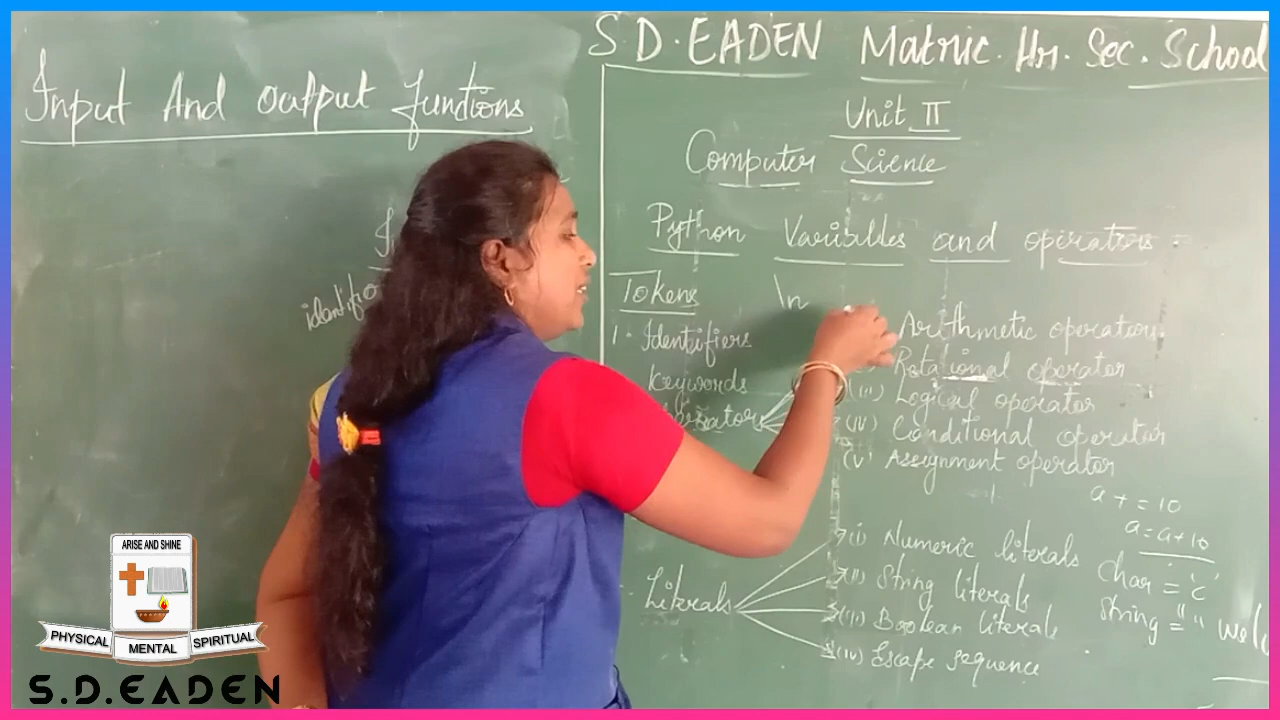 S.D.EADEN Matric. Hr. Sec. School
Input And Output functions
Unit II
Computer Science
Python Variables and operators
Tokens
\n
1. Identifiers
keywords
(i) Arithmetic operators
Rotational operator
(iii) Logical operator
(iv) Conditional operator
(v) Assignment operator
a+=10
a=a+10
Literals
(i) Numeric literals
(ii) String literals
(iii) Boolean literals
(iv) Escape sequence
char = 'c'
string = " "
ARISE AND SHINE
PHYSICAL MENTAL SPIRITUAL
S.D.EADEN